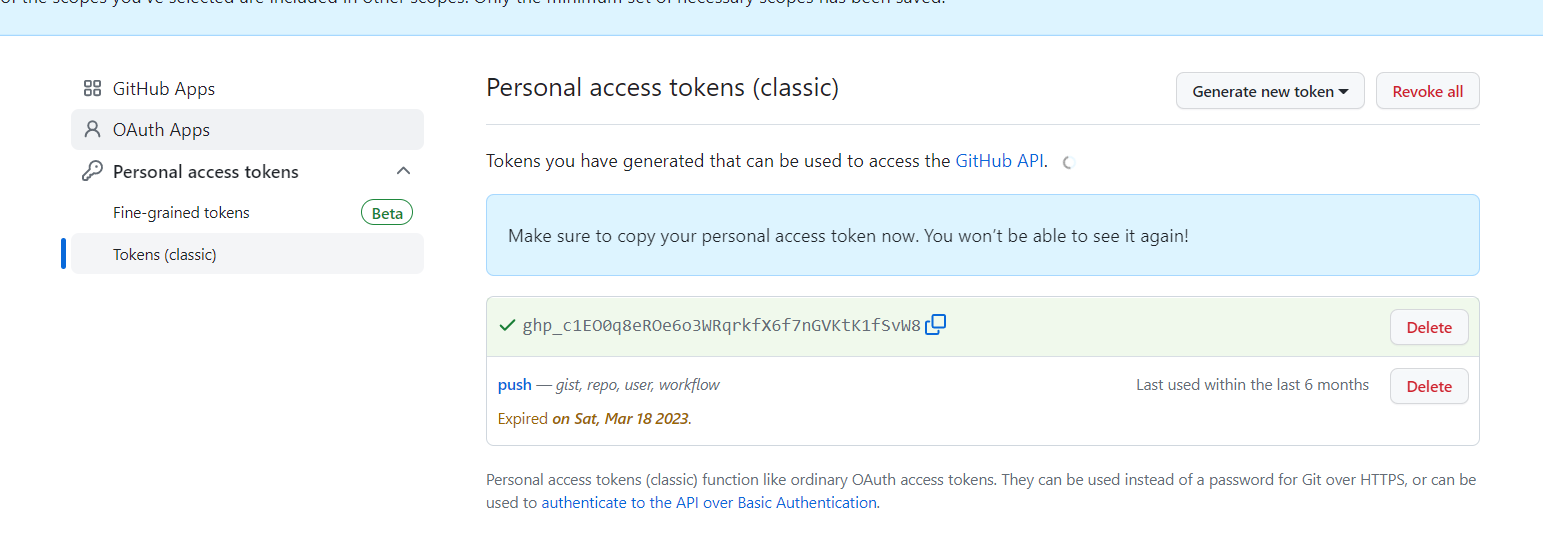 of the scopes you've selected are included in other scopes. Only the minimum set of necessary scopes has been saved.
GitHub Apps
OAuth Apps
Personal access tokens
Fine-grained tokens
Beta
Tokens (classic)
Personal access tokens (classic)
Generate new token
Revoke all
Tokens you have generated that can be used to access the GitHub API.
Make sure to copy your personal access token now. You won't be able to see it again!
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
Delete
push — gist, repo, user, workflow
Last used within the last 6 months
Delete
Expired on Sat, Mar 18 2023.
Personal access tokens (classic) function like ordinary OAuth access tokens. They can be used instead of a password for Git over HTTPS, or can be
used to authenticate to the API over Basic Authentication.